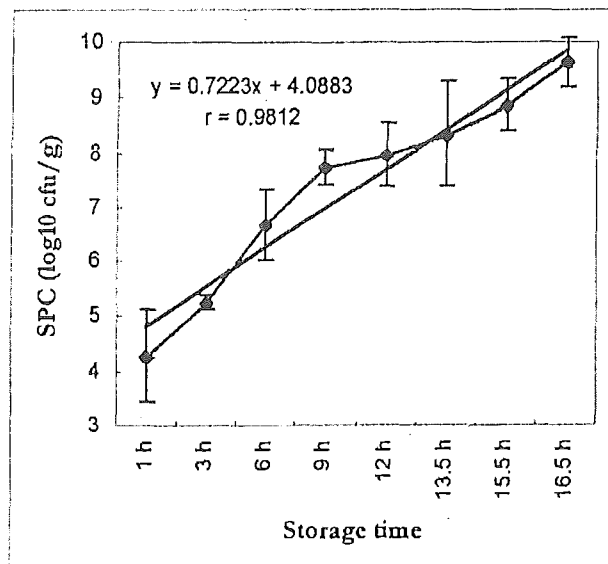 10
9
8
7
6
5
4
3
y = 0.7223x + 4.0883
r = 0.9812
SPC (log10 cfu/g)
1 h
3 h
6 h
9 h
12 h
13.5 h
15.5 h
16.5 h
Storage time